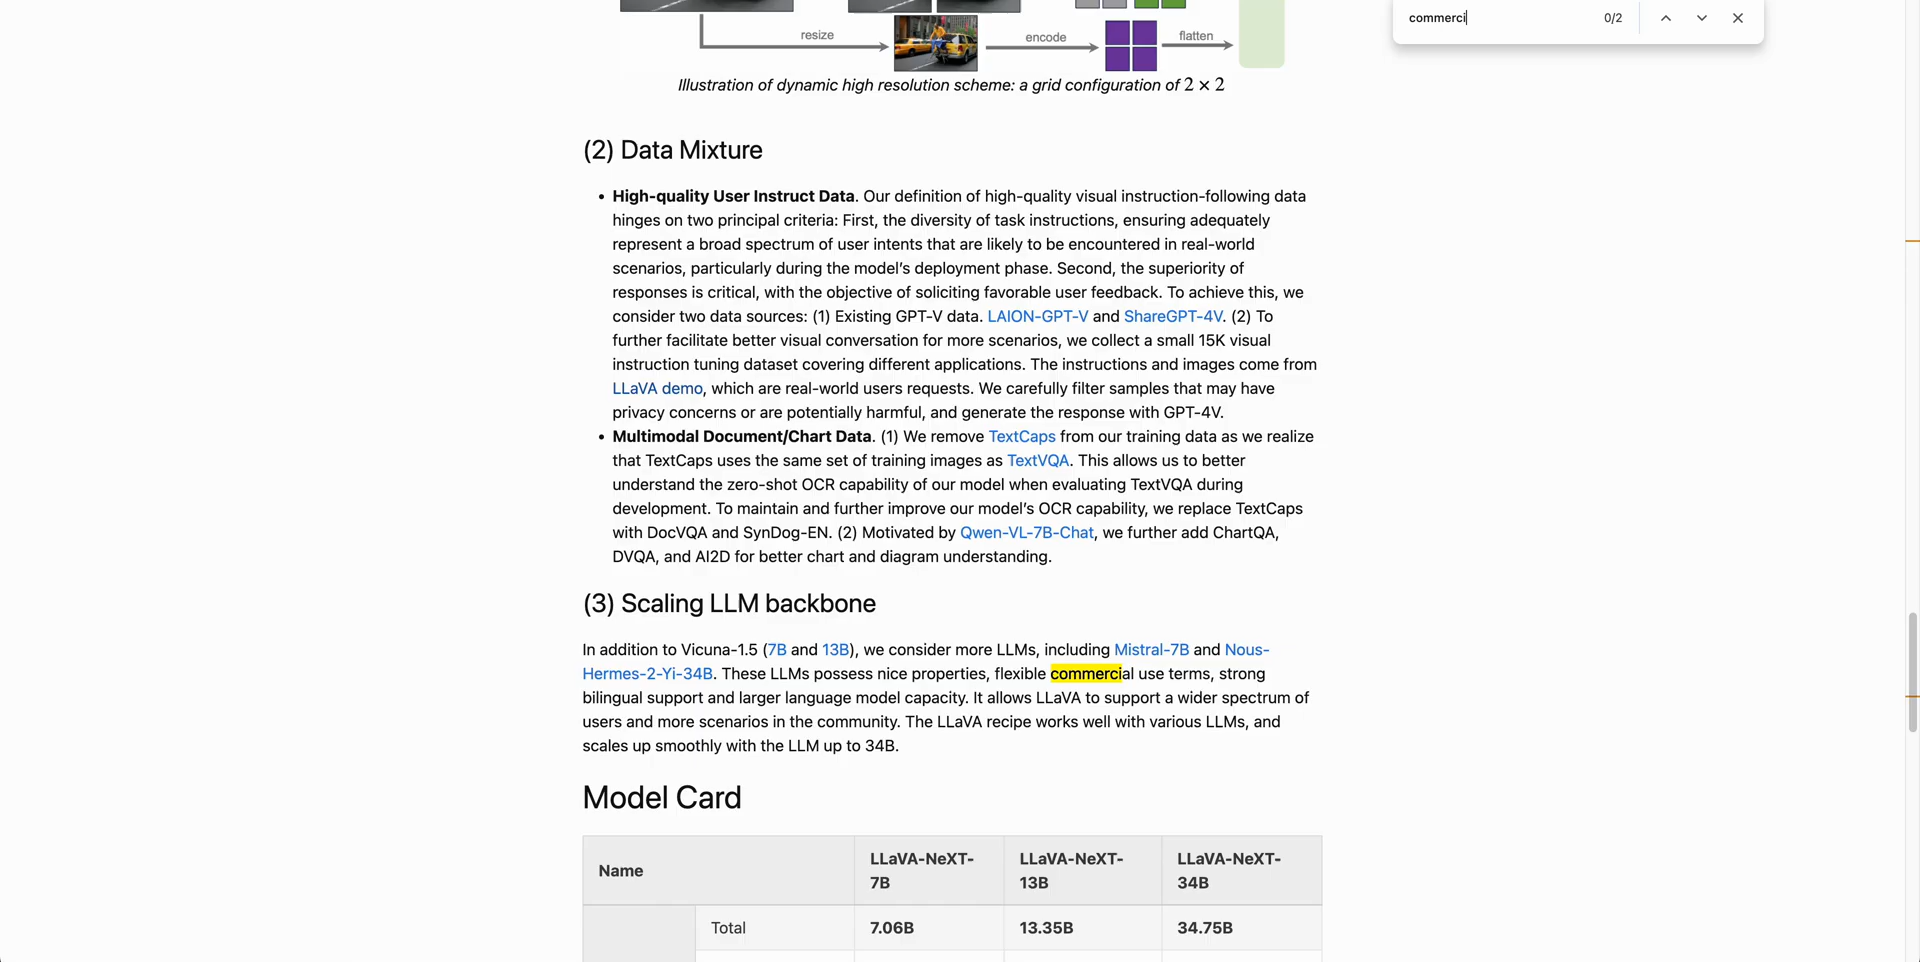 commerci
0/2
resize
encode
flatten
Illustration of dynamic high resolution scheme: a grid configuration of 2 × 2
(2) Data Mixture
• High-quality User Instruct Data. Our definition of high-quality visual instruction-following data
hinges on two principal criteria: First, the diversity of task instructions, ensuring adequately
represent a broad spectrum of user intents that are likely to be encountered in real-world
scenarios, particularly during the model’s deployment phase. Second, the superiority of
responses is critical, with the objective of soliciting favorable user feedback. To achieve this, we
consider two data sources: (1) Existing GPT-V data. LAION-GPT-V and ShareGPT-4V. (2) To
further facilitate better visual conversation for more scenarios, we collect a small 15K visual
instruction tuning dataset covering different applications. The instructions and images come from
LLaVA demo, which are real-world users requests. We carefully filter samples that may have
privacy concerns or are potentially harmful, and generate the response with GPT-4V.
• Multimodal Document/Chart Data. (1) We remove TextCaps from our training data as we realize
that TextCaps uses the same set of training images as TextVQA. This allows us to better
understand the zero-shot OCR capability of our model when evaluating TextVQA during
development. To maintain and further improve our model’s OCR capability, we replace TextCaps
with DocVQA and SynDog-EN. (2) Motivated by Qwen-VL-7B-Chat, we further add ChartQA,
DVQA, and AI2D for better chart and diagram understanding.
(3) Scaling LLM backbone
In addition to Vicuna-1.5 (7B and 13B), we consider more LLMs, including Mistral-7B and Nous-
Hermes-2-Yi-34B. These LLMs possess nice properties, flexible commercial use terms, strong
bilingual support and larger language model capacity. It allows LLaVA to support a wider spectrum of
users and more scenarios in the community. The LLaVA recipe works well with various LLMs, and
scales up smoothly with the LLM up to 34B.
Model Card
Name
LLaVA-NeXT-
7B
LLaVA-NeXT-
13B
LLaVA-NeXT-
34B
Total 7.06B 13.35B 34.75B